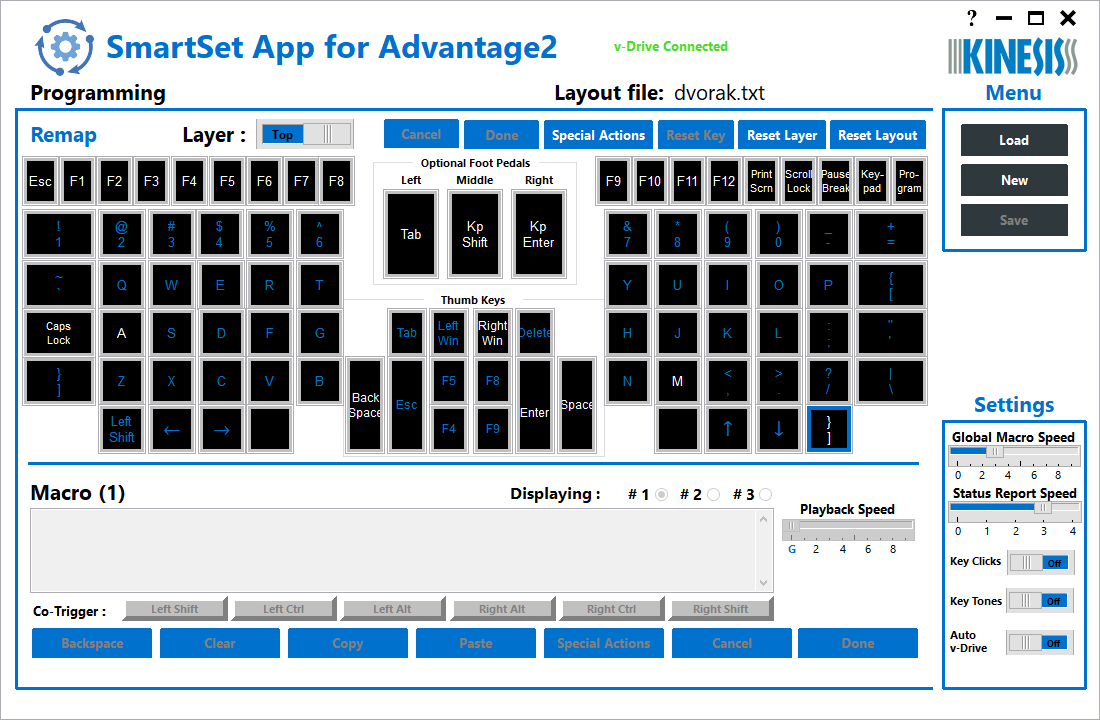 ?
SmartSet App for Advantage2
v-Drive Connected
KINESIS
Programming
Layout file: dvorak.txt
Menu
Remap
Layer :
Top
Cancel
Done
Special Actions
Reset Key
Reset Layer
Reset Layout
Load
New
Save
Optional Foot Pedals
Left Middle Right
Tab
Kp
Shift
Kp
Enter
Esc F1 F2 F3 F4 F5 F6 F7 F8
F9 F10 F11 F12
Print
Scrn
Scroll
Lock
Pause
Break
Key-
pad
Pro-
gram
! @ # $ % ^
1 2 3 4 5 6
& * ( ) _ +
7 8 9 0 - =
~
`
Q W E R T
Y U I O P
{
[
Caps
Lock
A S D F G
H J K L
:
;
"
'
}
]
Z X C V B
N M
<
,
>
.
?
/
|
\
Left
Shift
← →
↑ ↓
}
]
Thumb Keys
Tab
Left
Win
Right
Win
Delete
Back
Space
Esc
F5 F8
F4 F9
Enter
Space
Macro (1)
Displaying : # 1 # 2 # 3
Playback Speed
G 2 4 6 8
Co-Trigger :
Left Shift
Left Ctrl
Left Alt
Right Alt
Right Ctrl
Right Shift
Backspace
Clear
Copy
Paste
Special Actions
Cancel
Done
Settings
Global Macro Speed
0 2 4 6 8
Status Report Speed
0 1 2 3 4
Key Clicks
Off
Key Tones
Off
Auto
v-Drive
Off